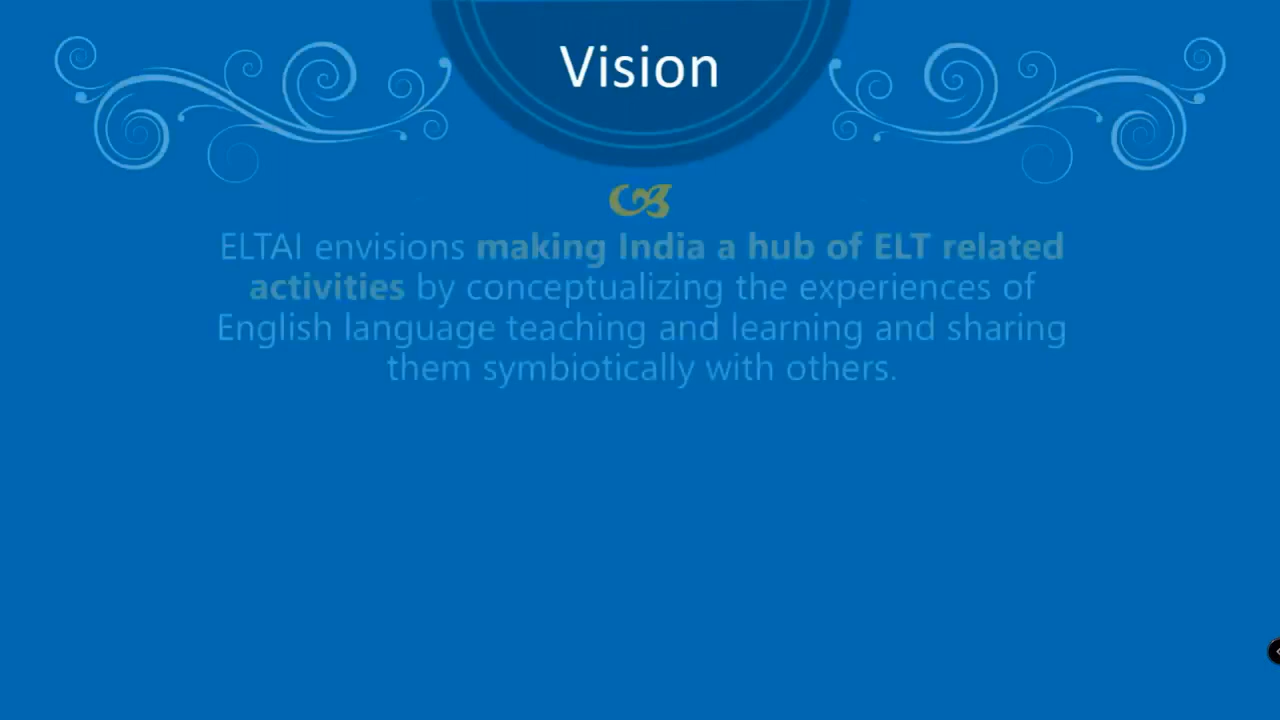 Vision
ELTAI envisions making India a hub of ELT related
activities by conceptualizing the experiences of
English language teaching and learning and sharing
them symbiotically with others.